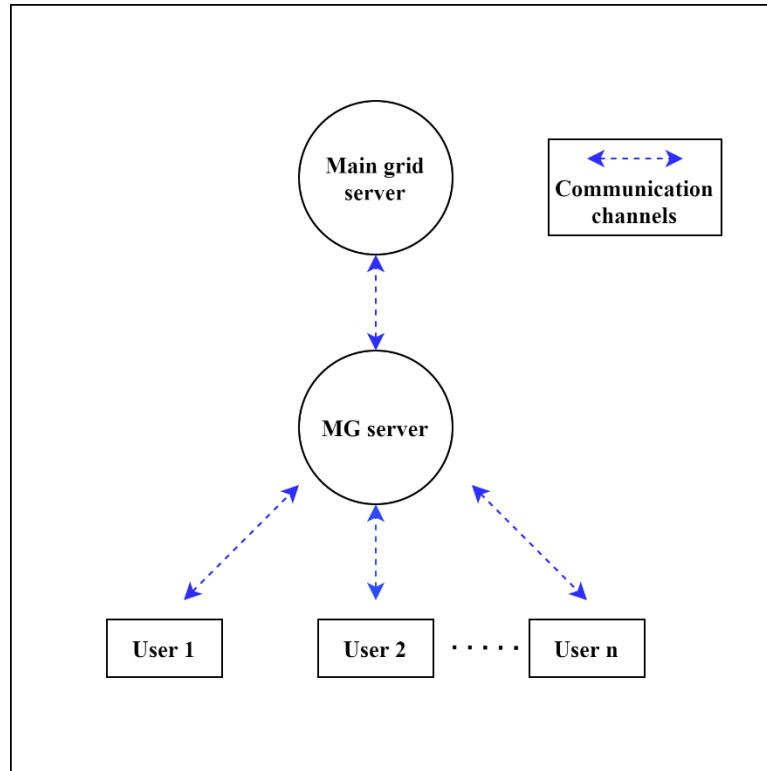 Main grid
server
Communication
channels
MG server
User 1
User 2
.....
User n